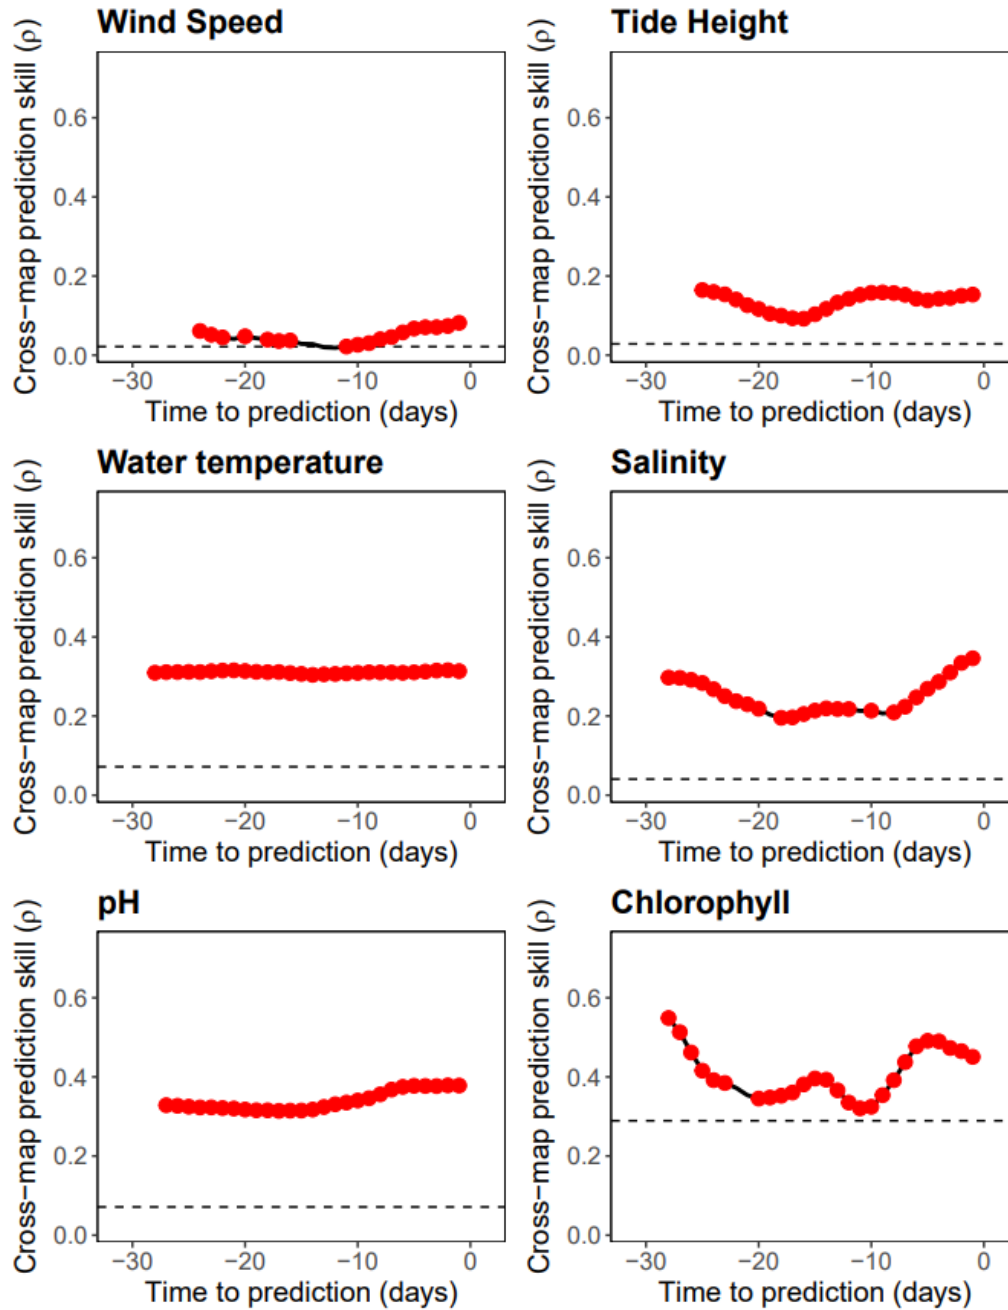 Wind Speed
Cross−map prediction skill (ρ)
0.6
0.4
0.2
0.0
−30 −20 −10 0
Time to prediction (days)
Tide Height
Cross−map prediction skill (ρ)
0.6
0.4
0.2
0.0
−30 −20 −10 0
Time to prediction (days)
Water temperature
Cross−map prediction skill (ρ)
0.6
0.4
0.2
0.0
−30 −20 −10 0
Time to prediction (days)
Salinity
Cross−map prediction skill (ρ)
0.6
0.4
0.2
0.0
−30 −20 −10 0
Time to prediction (days)
pH
Cross−map prediction skill (ρ)
0.6
0.4
0.2
0.0
−30 −20 −10 0
Time to prediction (days)
Chlorophyll
Cross−map prediction skill (ρ)
0.6
0.4
0.2
0.0
−30 −20 −10 0
Time to prediction (days)